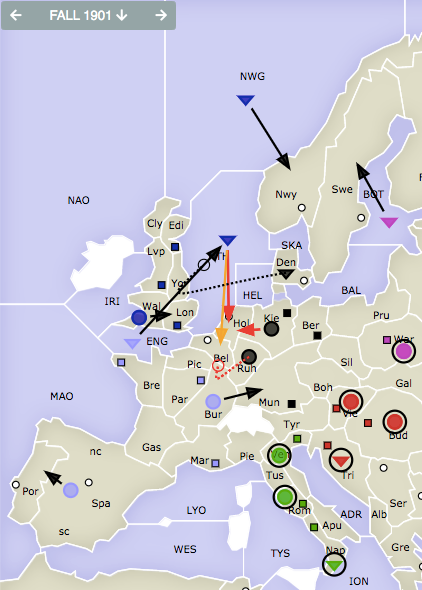 ← FALL 1901 ↓ →
NWG
NAO
Nwy
Swe
BOT
Cly Edi
SKA
Lvp
Den
Yor
HEL
BAL
IRI
Wal
Lon
Hol
Kie
Ber
Pru
War
ENG
Bel
Ruh
Sil
Pic
Bre
Par
Bur
Mun
Boh
Gal
MAO
Vie
Tyr
Bud
Gas
Mar
Pie
Ven
Tri
nc
Por
Spa
Tus
LYO
Rom
ADR
Alb
Ser
sc
Apu
WES
TYS
Nap
Gre
ION